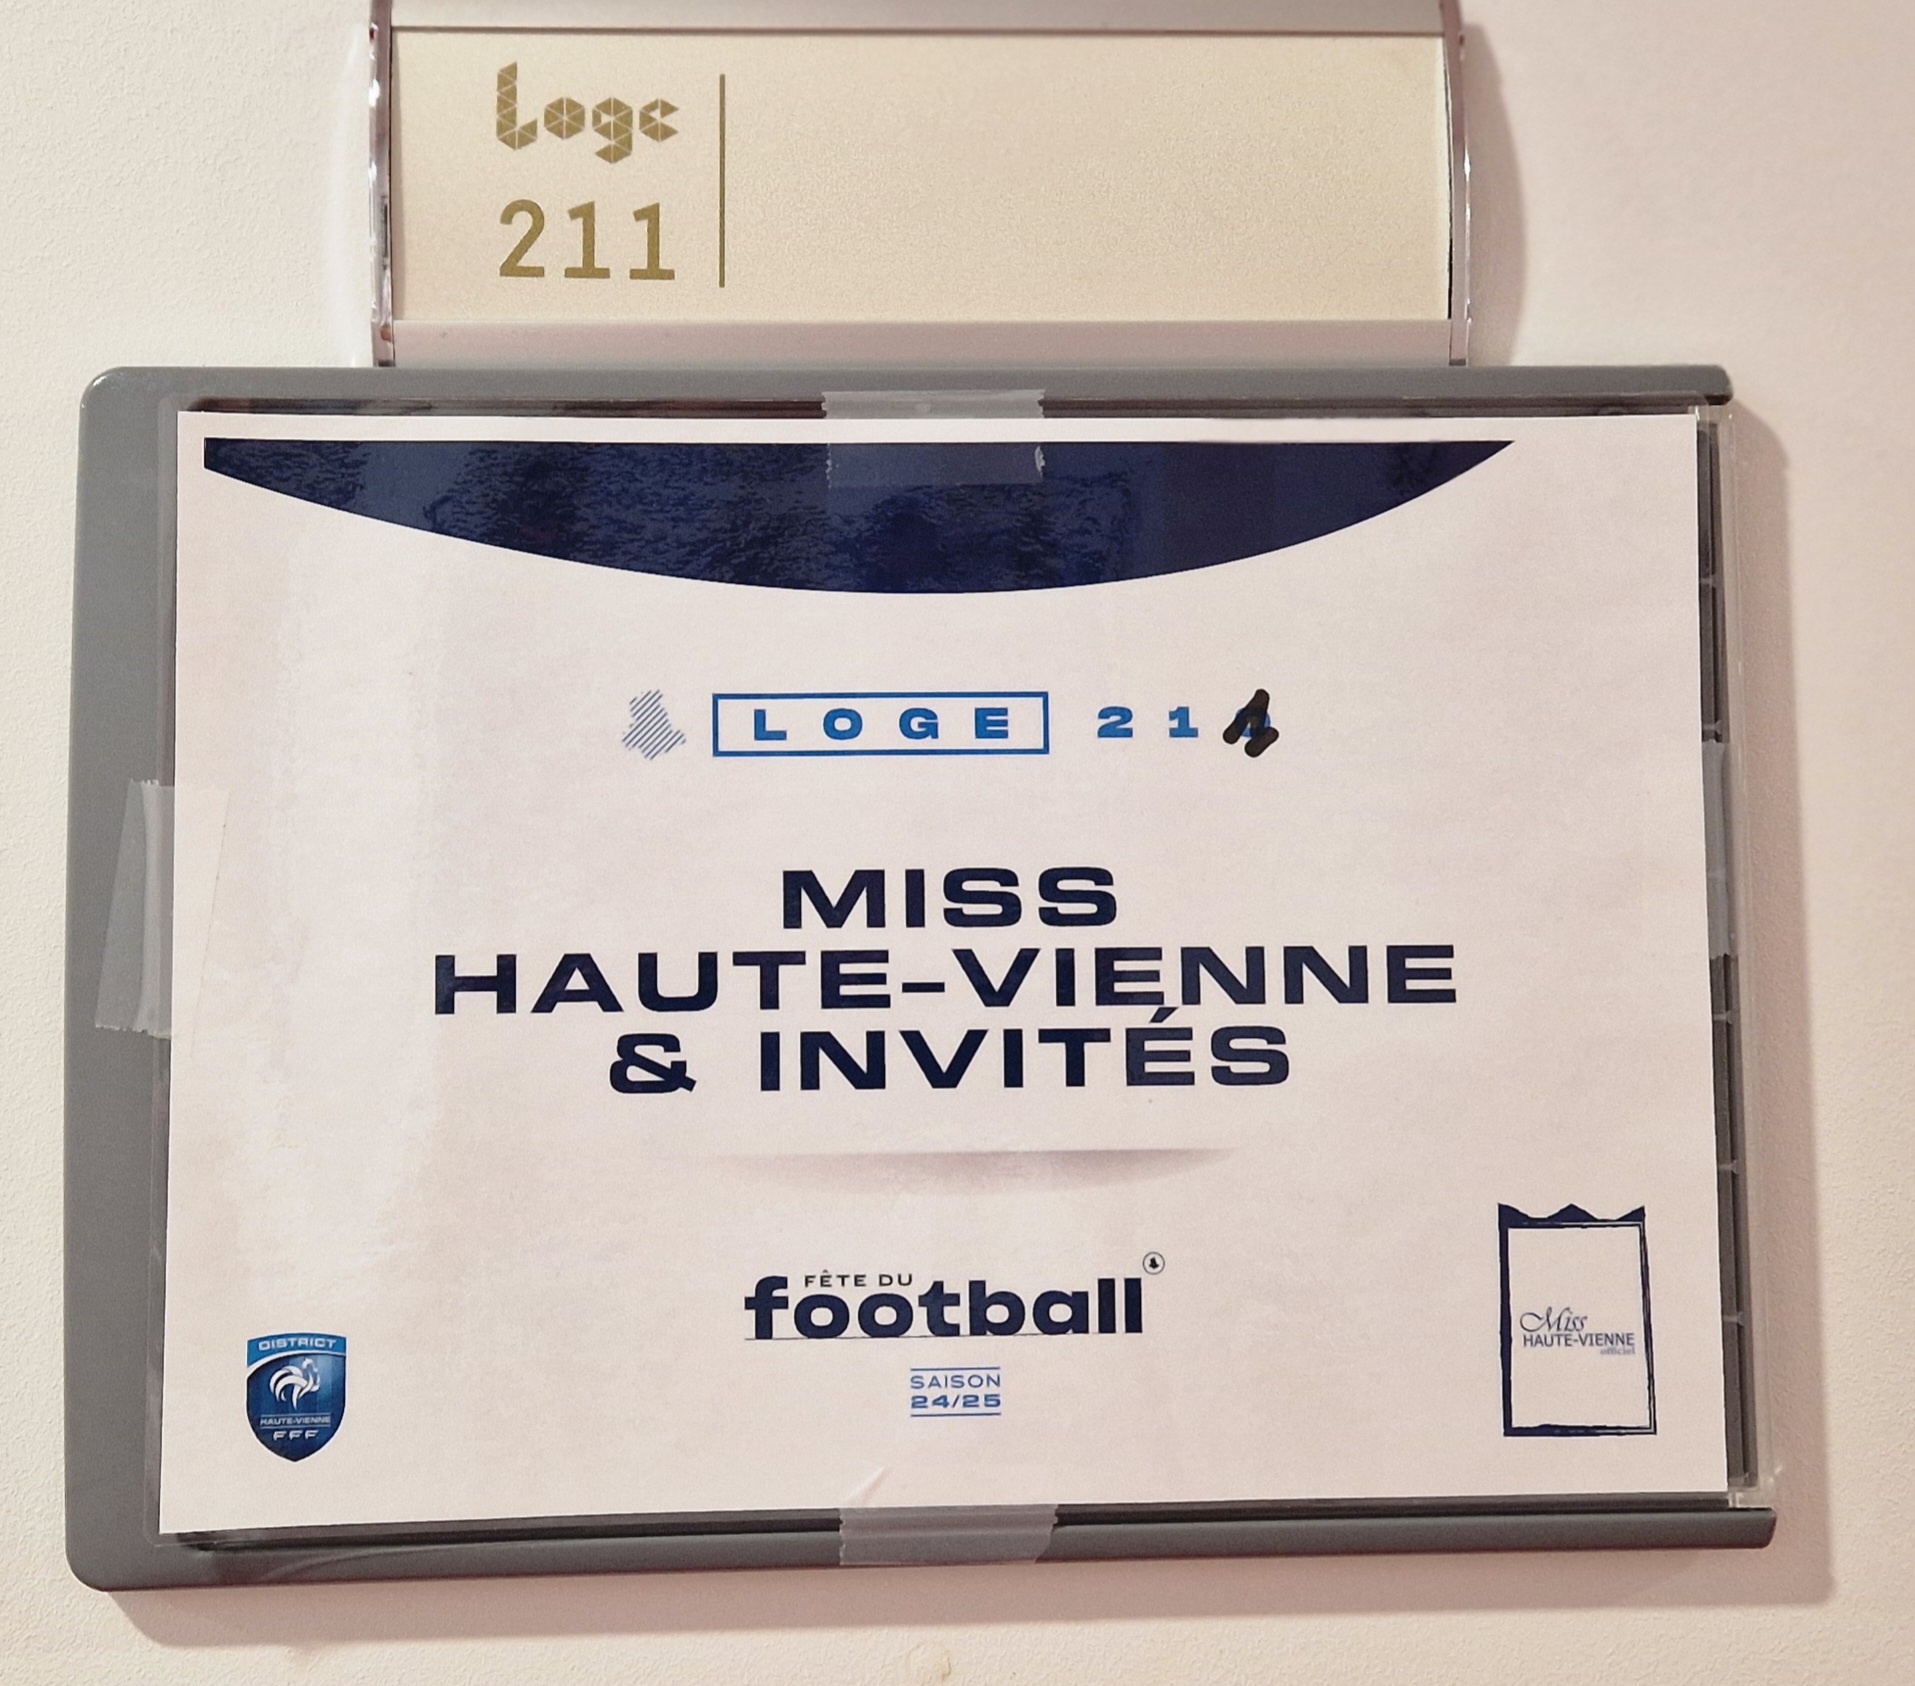 Loge
211
LOGE 211
MISS
HAUTE-VIENNE
& INVITÉS
FÊTE DU
football
SAISON
24/25
DISTRICT
HAUTE-VIENNE
FFF
Miss
HAUTE-VIENNE
officiel